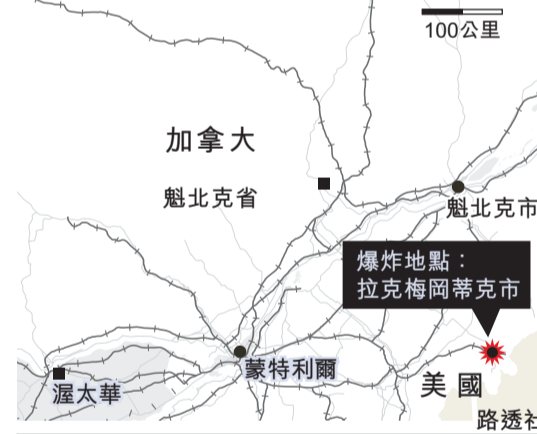 100公里
加拿大
魁北克省
魁北克市
爆炸地點：
拉克梅岡蒂克市
蒙特利爾
渥太華
美國
路透社